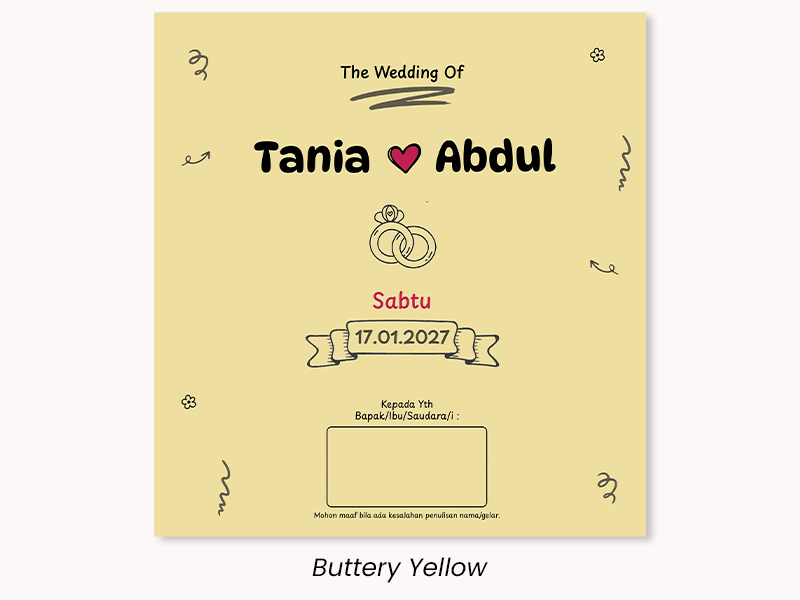 The Wedding Of
Tania Abdul
Sabtu
17.01.2027
Kepada Yth
Bapak/Ibu/Saudara/i :
Mohon maaf bila ada kesalahan penulisan nama/gelar.
Buttery Yellow